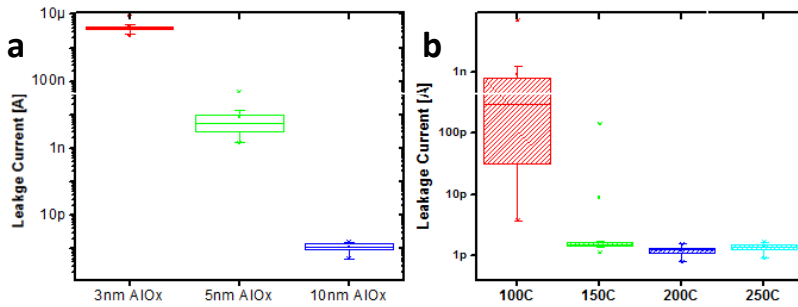 a
Leakge Current [A]
10µ
100n
1n
10p
3nm AlOx
5nm AlOx
10nm AlOx
b
Leakage Current [A]
1n
100p
10p
1p
100C
150C
200C
250C